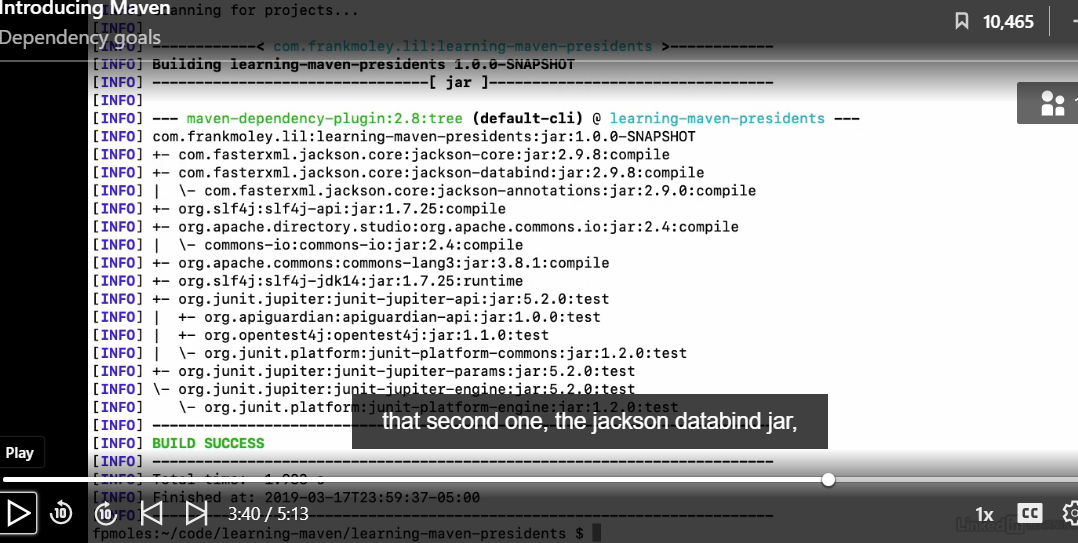 Introducing Maven
anning for projects...
10,465
[INFO]
Dependency goals
[INFO] ------------< com.frankmoley.lil:learning-maven-presidents >------------
[INFO] Building learning-maven-presidents 1.0.0-SNAPSHOT
[INFO] --------------------------------[ jar ]---------------------------------
[INFO]
[INFO] --- maven-dependency-plugin:2.8:tree (default-cli) @ learning-maven-presidents ---
[INFO] com.frankmoley.lil:learning-maven-presidents:jar:1.0.0-SNAPSHOT
[INFO] +- com.fasterxml.jackson.core:jackson-core:jar:2.9.8:compile
[INFO] +- com.fasterxml.jackson.core:jackson-databind:jar:2.9.8:compile
[INFO] |  \- com.fasterxml.jackson.core:jackson-annotations:jar:2.9.0:compile
[INFO] +- org.slf4j:slf4j-api:jar:1.7.25:compile
[INFO] +- org.apache.directory.studio:org.apache.commons.io:jar:2.4:compile
[INFO] |  \- commons-io:commons-io:jar:2.4:compile
[INFO] +- org.apache.commons:commons-lang3:jar:3.8.1:compile
[INFO] +- org.slf4j:slf4j-jdk14:jar:1.7.25:runtime
[INFO] +- org.junit.jupiter:junit-jupiter-api:jar:5.2.0:test
[INFO] |  +- org.apiguardian:apiguardian-api:jar:1.0.0:test
[INFO] |  +- org.opentest4j:opentest4j:jar:1.1.0:test
[INFO] |  \- org.junit.platform:junit-platform-commons:jar:1.2.0:test
[INFO] +- org.junit.jupiter:junit-jupiter-params:jar:5.2.0:test
[INFO] \- org.junit.jupiter:junit-jupiter-engine:jar:5.2.0:test
[INFO]    \- org.junit.platform:junit-platform-engine:jar:1.2.0:test
that second one, the jackson databind jar,
[INFO] ------------------------------------------------------------------------
[INFO] BUILD SUCCESS
Play
[INFO] ------------------------------------------------------------------------
[INFO] Total time:
[INFO] Finished at: 2019-03-17T23:59:37-05:00
10
10
3:40 / 5:13
1x
CC
LinkedIn
fpmoles:~/code/learning-maven/learning-maven-presidents $